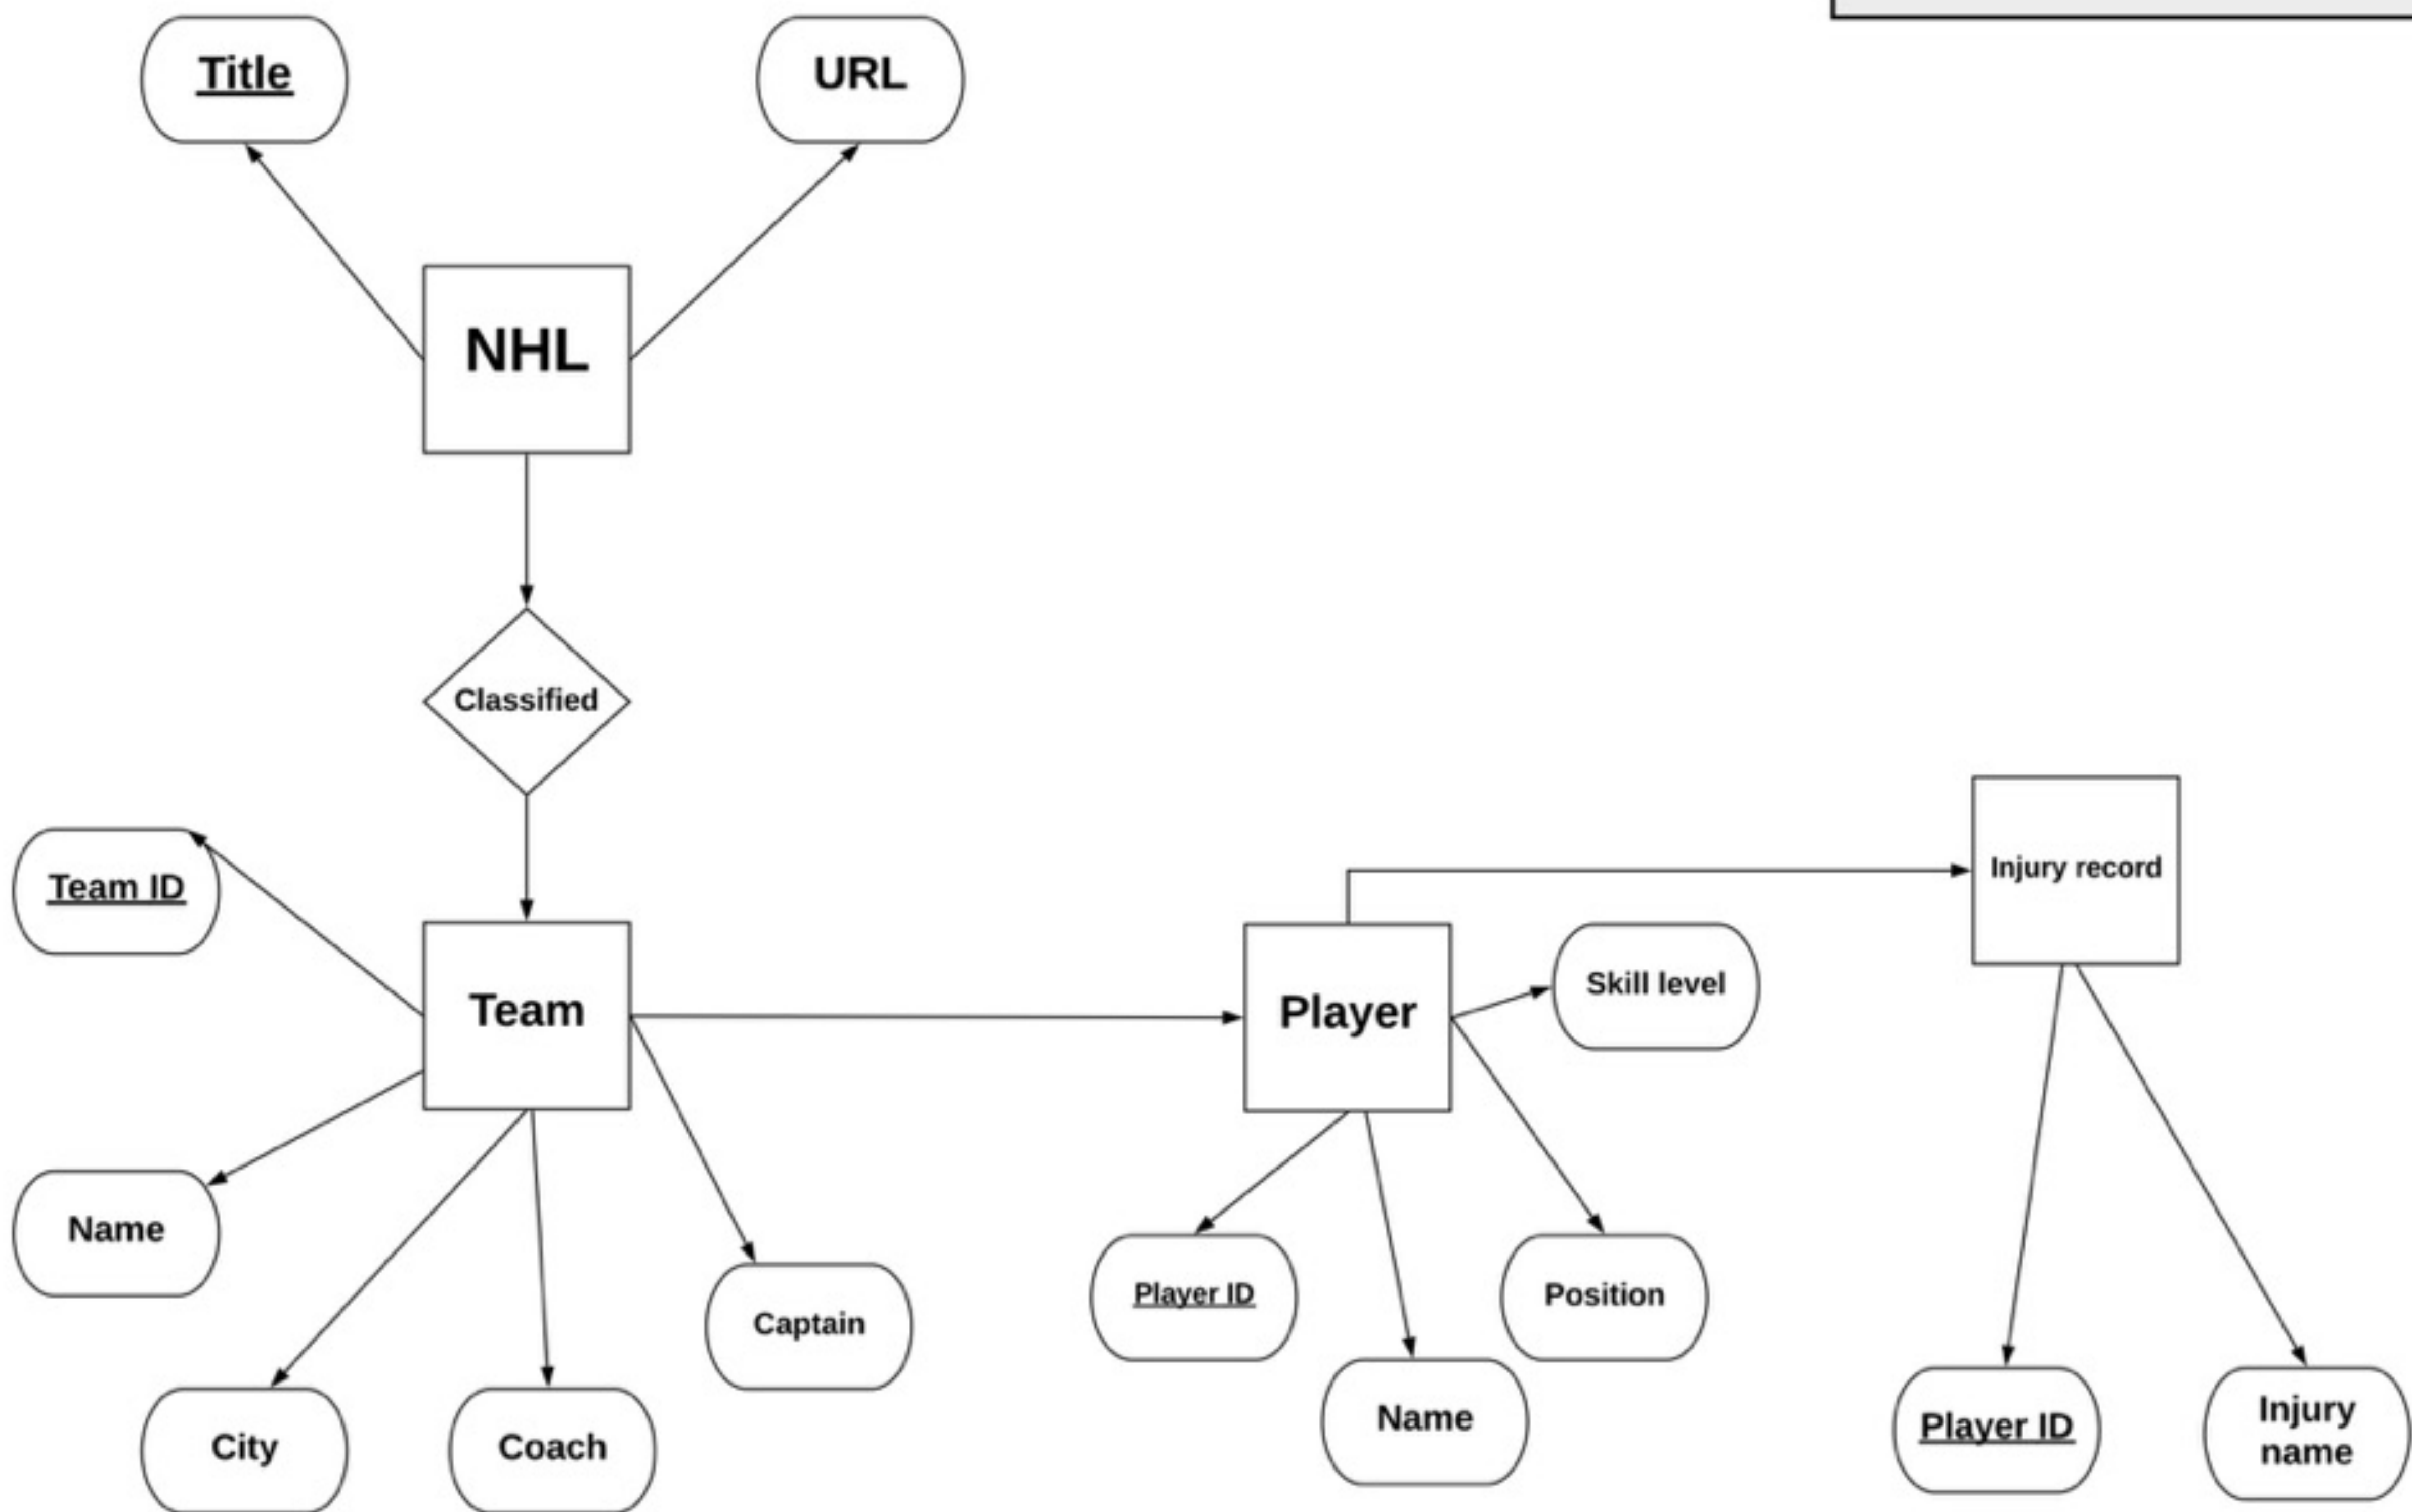 Title
URL
NHL
Classified
Team ID
Team
Name
City
Coach
Captain
Player
Skill level
Player ID
Name
Position
Injury record
Player ID
Injury
name